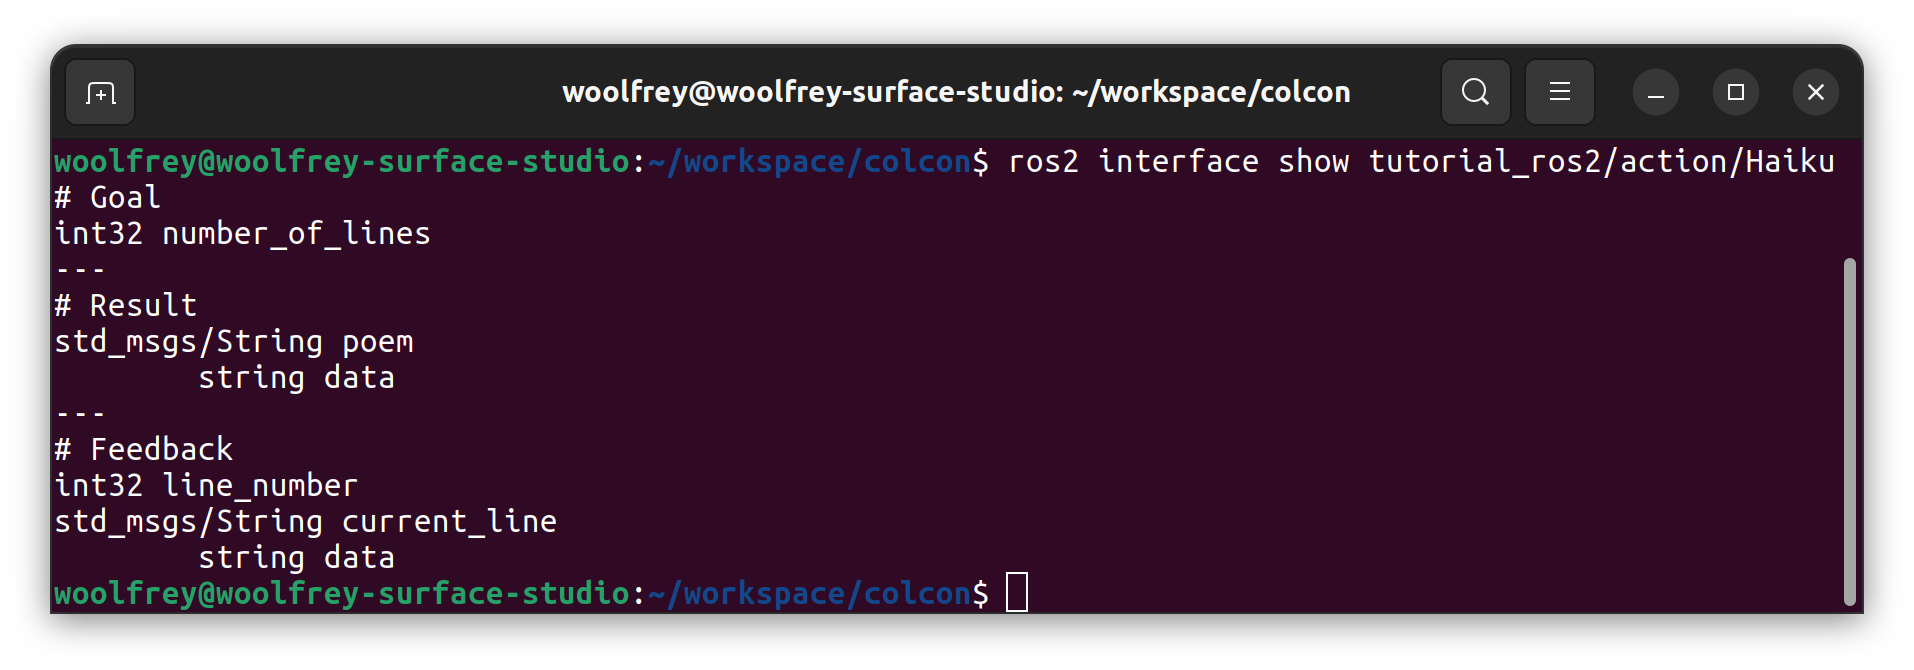 woolfrey@woolfrey-surface-studio: ~/workspace/colcon
woolfrey@woolfrey-surface-studio:~/workspace/colcon$ ros2 interface show tutorial_ros2/action/Haiku
# Goal
int32 number_of_lines
---
# Result
std_msgs/String poem
        string data
---
# Feedback
int32 line_number
std_msgs/String current_line
        string data
woolfrey@woolfrey-surface-studio:~/workspace/colcon$